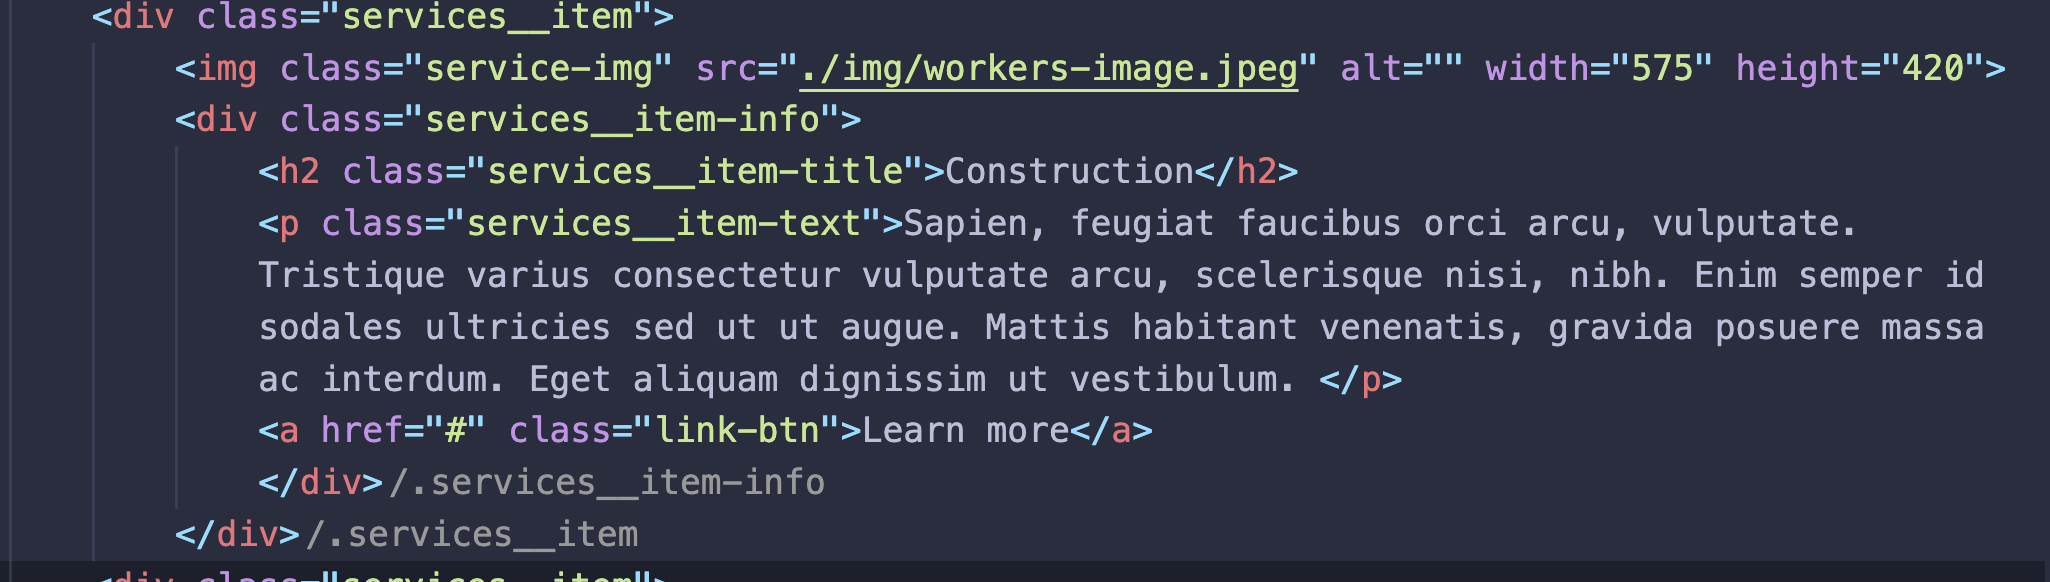 <div class="services__item">
<img class="service-img" src="./img/workers-image.jpeg" alt="" width="575" height="420">
<div class="services__item-info">
<h2 class="services__item-title">Construction</h2>
<p class="services__item-text">Sapien, feugiat faucibus orci arcu, vulputate.
Tristique varius consectetur vulputate arcu, scelerisque nisi, nibh. Enim semper id
sodales ultricies sed ut ut augue. Mattis habitant venenatis, gravida posuere massa
ac interdum. Eget aliquam dignissim ut vestibulum. </p>
<a href="#" class="link-btn">Learn more</a>
</div>/.services__item-info
</div>/.services__item
<div class="services__item">